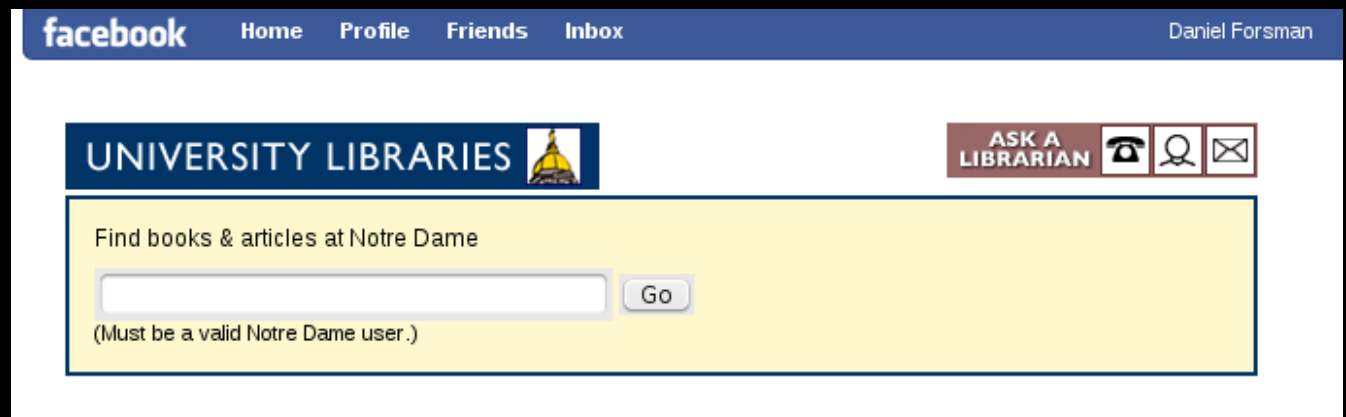 facebook Home Profile Friends Inbox Daniel Forsman
UNIVERSITY LIBRARIES
ASK A
LIBRARIAN
Find books & articles at Notre Dame
Go
(Must be a valid Notre Dame user.)